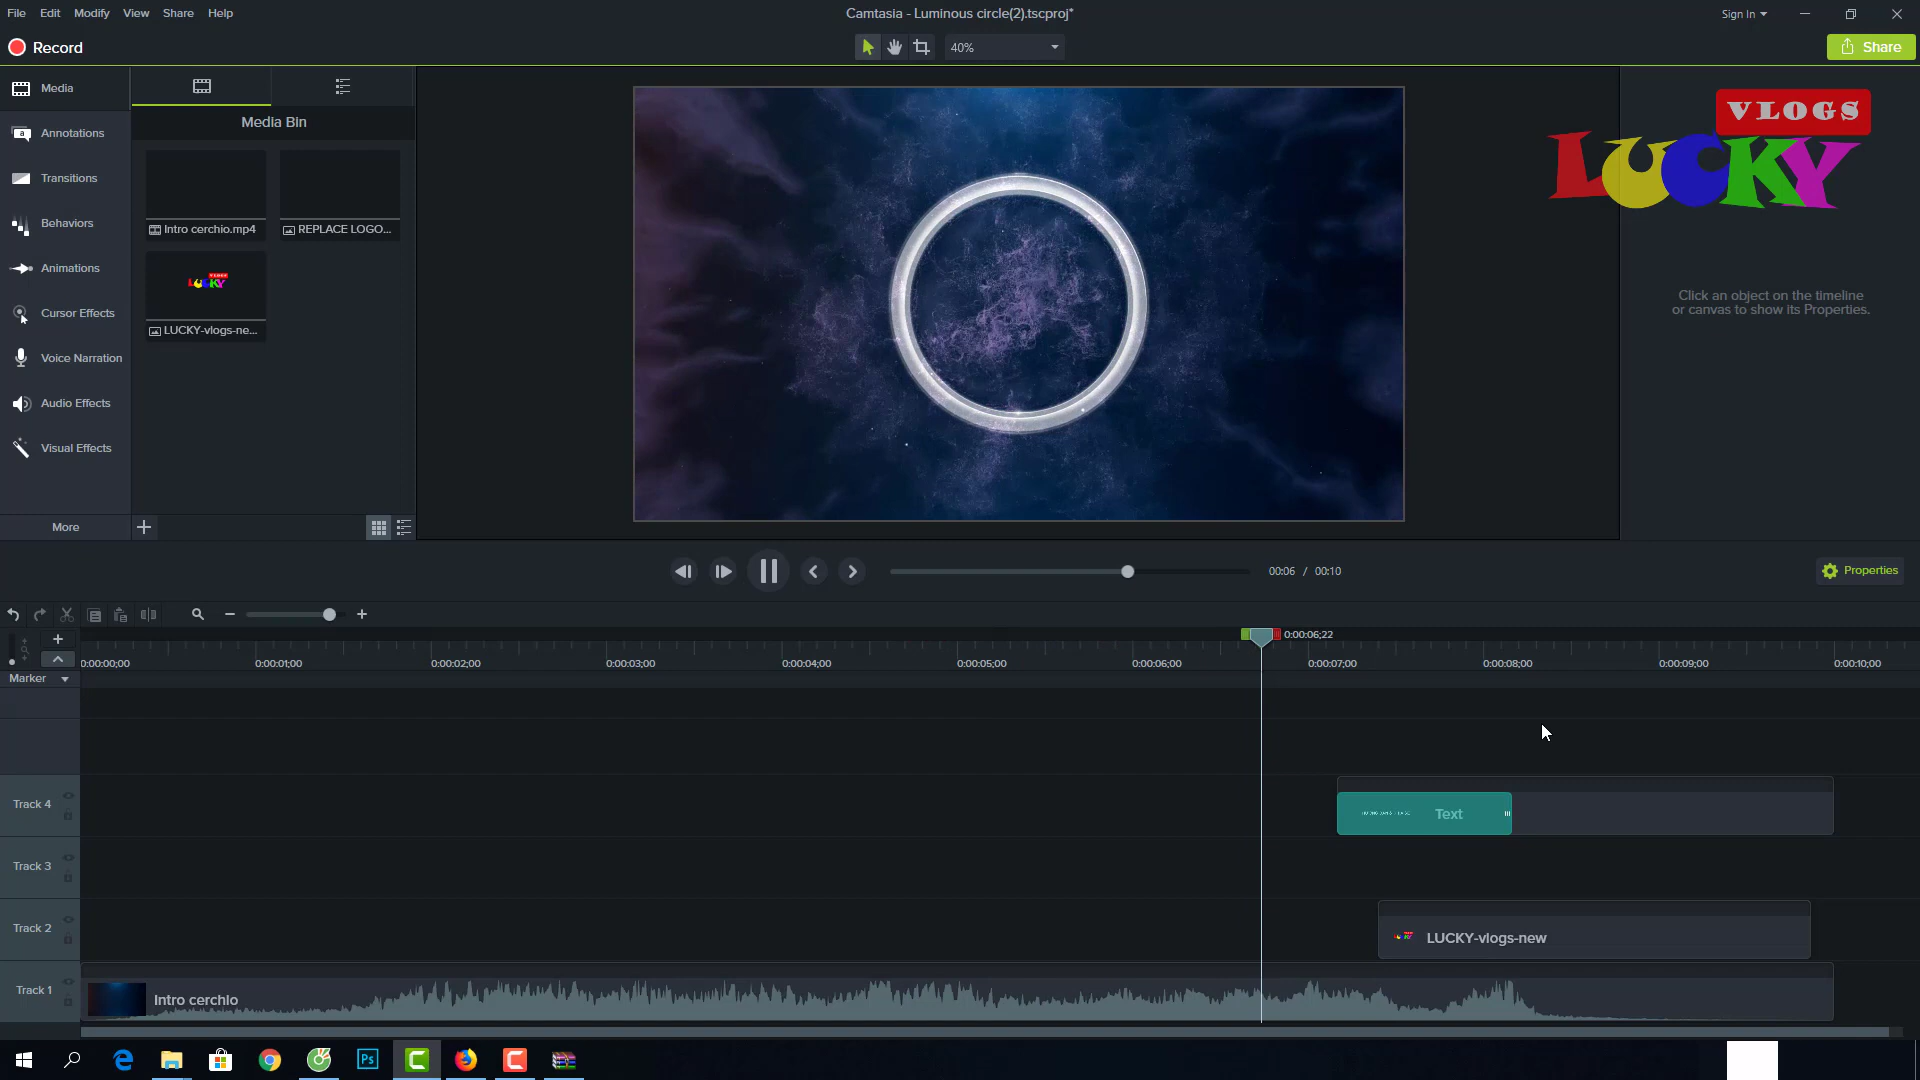 File Edit Modify View Share Help
Camtasia - Luminous circle(2).tscproj*
Sign In
Record
40%
Share
Media
Annotations
Transitions
Behaviors
Animations
Cursor Effects
Voice Narration
Audio Effects
Visual Effects
More
Media Bin
Intro cerchio.mp4
REPLACE LOGO...
VLOGS
LUCKY
LUCKY-vlogs-ne...
VLOGS
LUCKY
Click an object on the timeline
or canvas to show its Properties.
00:06 / 00:10
Properties
0:00:06;22
0:00:00;00 0:00:01;00 0:00:02;00 0:00:03;00 0:00:04;00 0:00:05;00 0:00:06;00 0:00:07;00 0:00:08;00 0:00:09;00 0:00:10;00
Marker
Track 4
Text
Track 3
Track 2
LUCKY-vlogs-new
Track 1
Intro cerchio
Ps